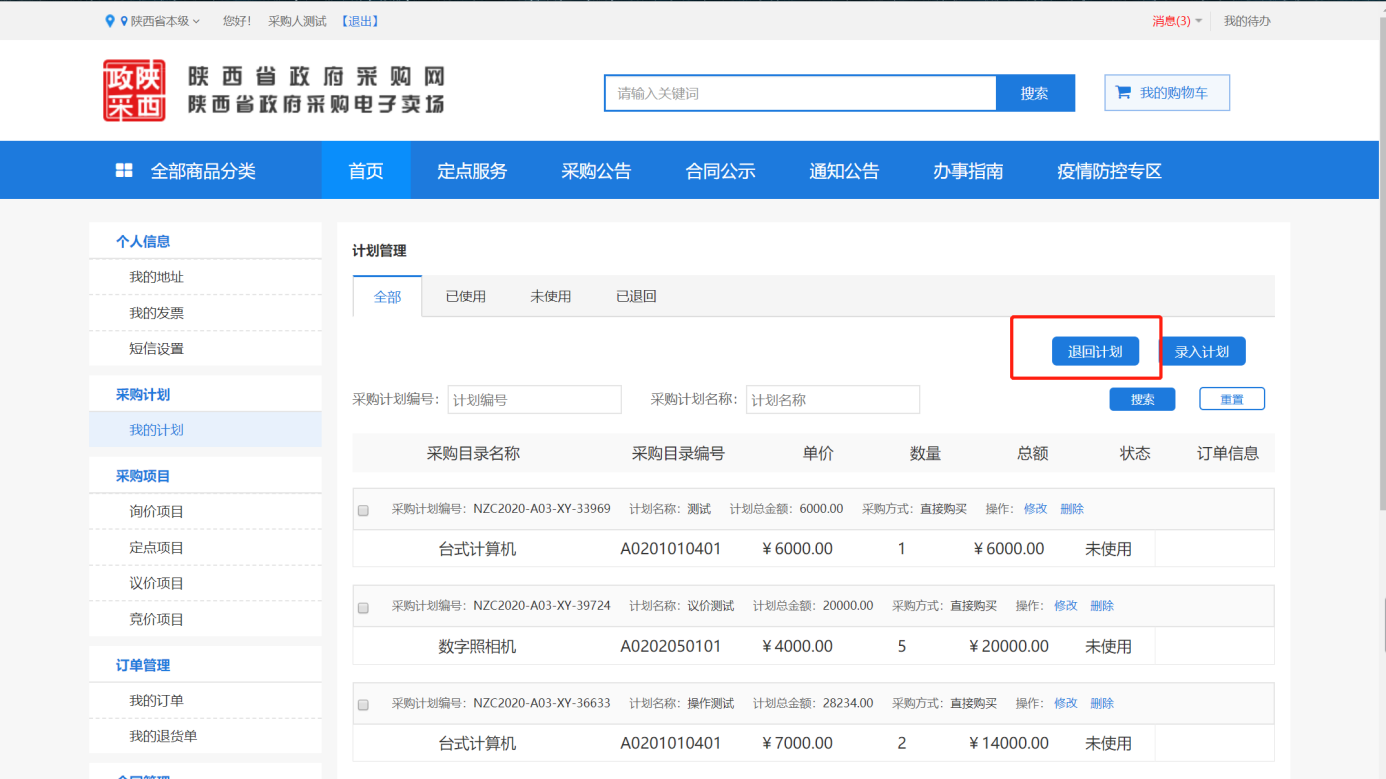 陕西省本级 您好! 采购人测试 【退出】 消息(3) 我的待办
政陕采西
陕西省政府采购网
陕西省政府采购电子卖场
请输入关键词 搜索 我的购物车
全部商品分类 首页 定点服务 采购公告 合同公示 通知公告 办事指南 疫情防控专区
个人信息
我的地址
我的发票
短信设置
采购计划
我的计划
采购项目
询价项目
定点项目
议价项目
竞价项目
订单管理
我的订单
我的退货单
计划管理
全部 已使用 未使用 已退回
退回计划 录入计划
采购计划编号: 计划编号 采购计划名称: 计划名称 搜索 重置
采购目录名称 采购目录编号 单价 数量 总额 状态 订单信息
采购计划编号: NZC2020-A03-XY-33969 计划名称: 测试 计划总金额: 6000.00 采购方式: 直接购买 操作: 修改 删除
台式计算机 A0201010401 ¥6000.00 1 ¥6000.00 未使用
采购计划编号: NZC2020-A03-XY-39724 计划名称: 议价测试 计划总金额: 20000.00 采购方式: 直接购买 操作: 修改 删除
数字照相机 A0202050101 ¥4000.00 5 ¥20000.00 未使用
采购计划编号: NZC2020-A03-XY-36633 计划名称: 操作测试 计划总金额: 28234.00 采购方式: 直接购买 操作: 修改 删除
台式计算机 A0201010401 ¥7000.00 2 ¥14000.00 未使用